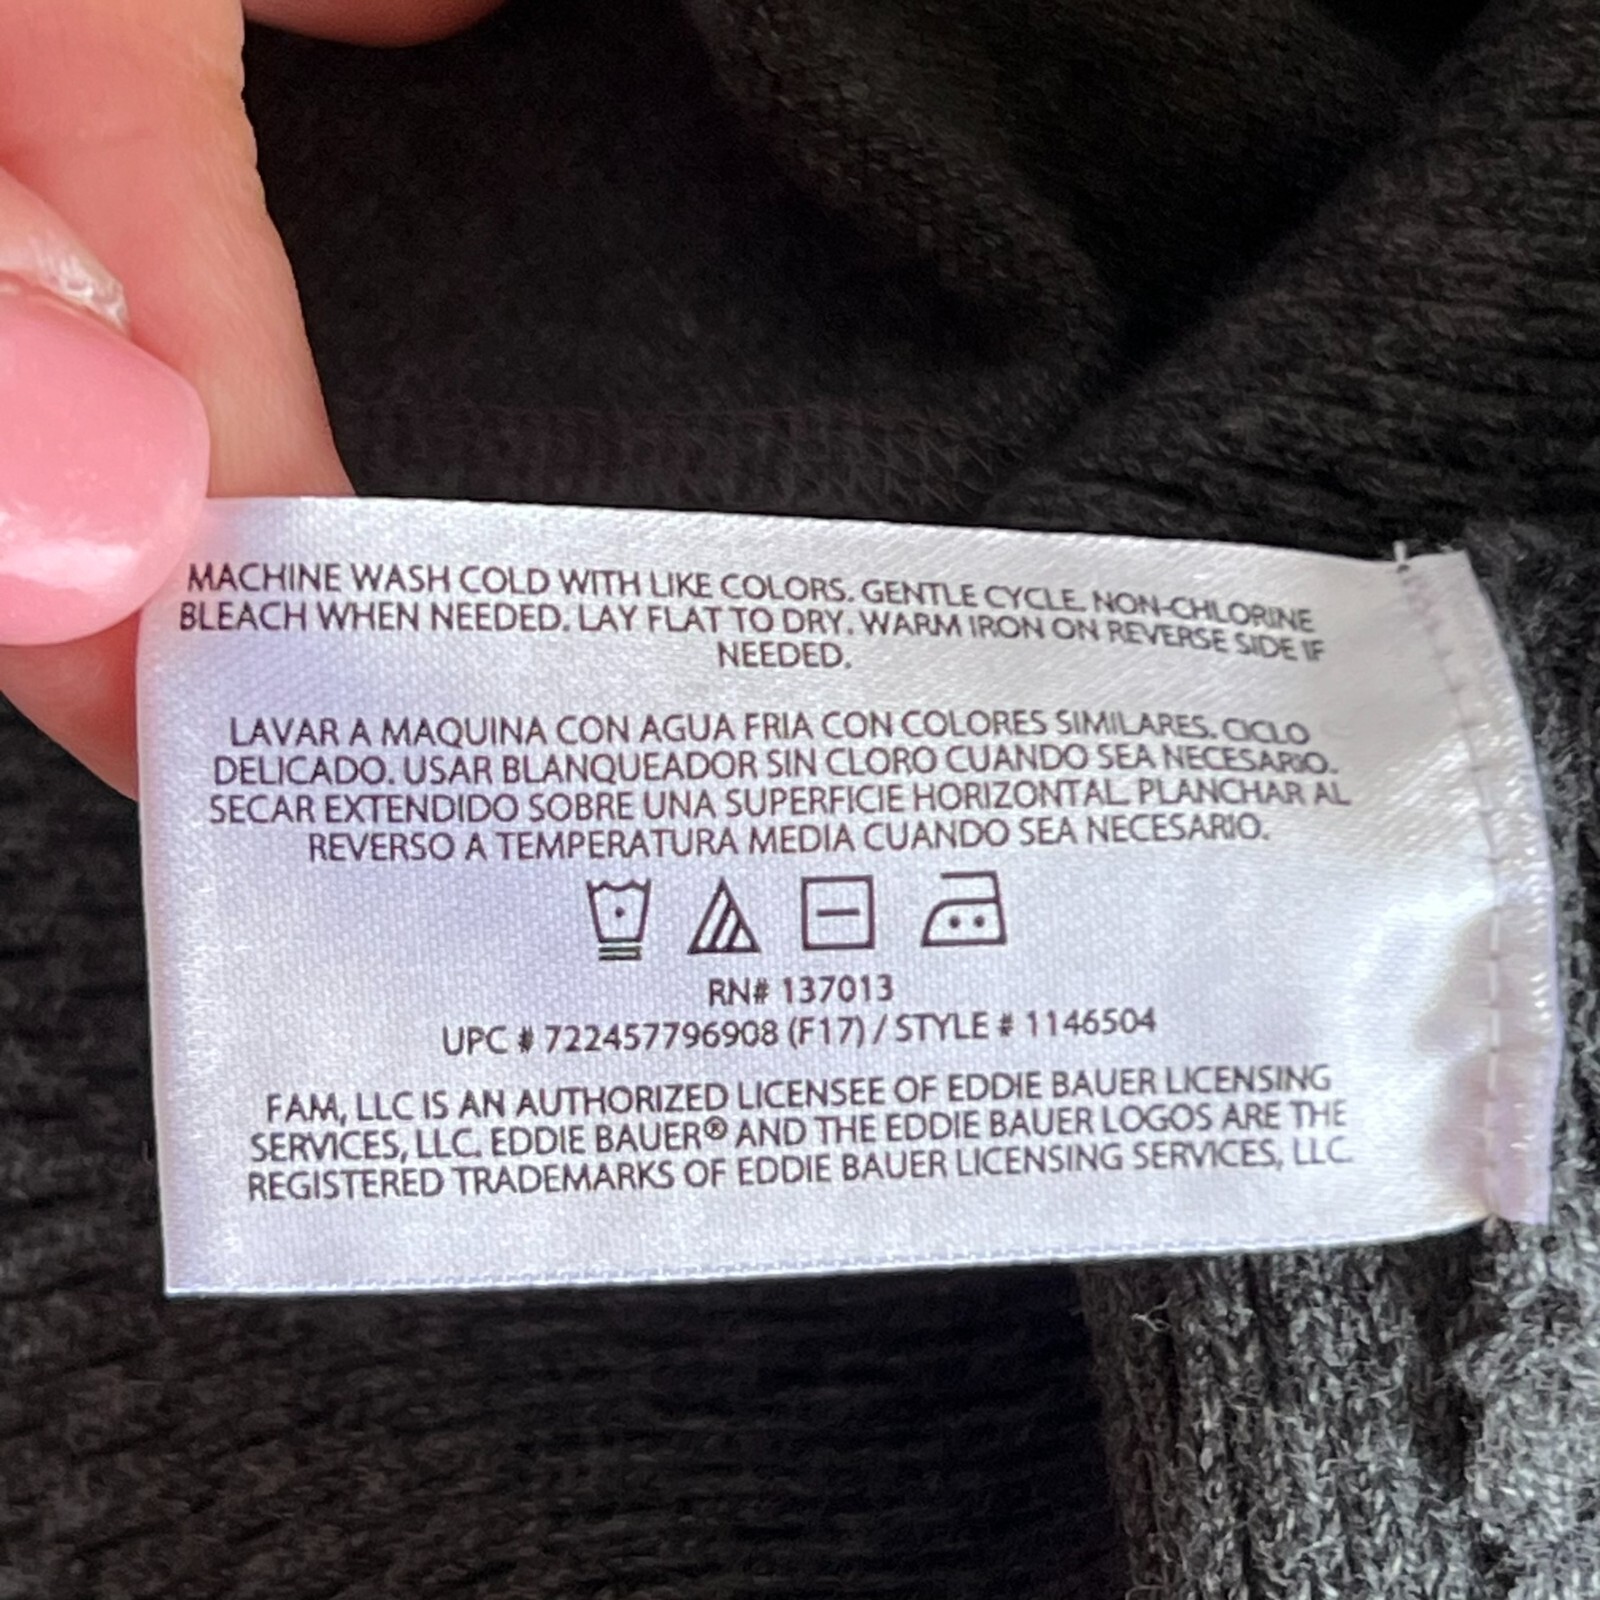 MACHINE WASH COLD WITH LIKE COLORS. GENTLE CYCLE. NON-CHLORINE
BLEACH WHEN NEEDED. LAY FLAT TO DRY. WARM IRON ON REVERSE SIDE IF
NEEDED.
LAVAR A MAQUINA CON AGUA FRIA CON COLORES SIMILARES. CICLO
DELICADO. USAR BLANQUEADOR SIN CLORO CUANDO SEA NECESARIO.
SECAR EXTENDIDO SOBRE UNA SUPERFICIE HORIZONTAL. PLANCHAR AL
REVERSO A TEMPERATURA MEDIA CUANDO SEA NECESARIO.
RN# 137013
UPC # 722457796908 (F17) / STYLE # 1146504
FAM, LLC IS AN AUTHORIZED LICENSEE OF EDDIE BAUER LICENSING
SERVICES, LLC. EDDIE BAUER® AND THE EDDIE BAUER LOGOS ARE THE
REGISTERED TRADEMARKS OF EDDIE BAUER LICENSING SERVICES, LLC.